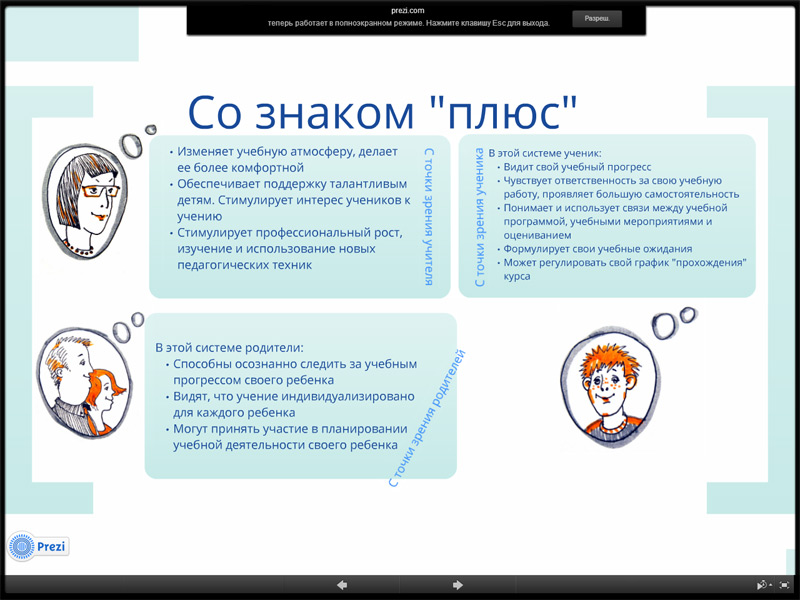 prezi.com
теперь работает в полноэкранном режиме. Нажмите клавишу Esc для выхода.
Разреш.
Со знаком "плюс"
• Изменяет учебную атмосферу, делает
ее более комфортной
• Обеспечивает поддержку талантливым
детям. Стимулирует интерес учеников к
учению
• Стимулирует профессиональный рост,
изучение и использование новых
педагогических техник
С точки зрения учителя
С точки зрения ученика
В этой системе ученик:
• Видит свой учебный прогресс
• Чувствует ответственность за свою учебную
работу, проявляет большую самостоятельность
• Понимает и использует связи между учебной
программой, учебными мероприятиями и
оцениванием
• Формулирует свои учебные ожидания
• Может регулировать свой график "прохождения"
курса
В этой системе родители:
• Способны осознанно следить за учебным
прогрессом своего ребенка
• Видят, что учение индивидуализировано
для каждого ребенка
• Могут принять участие в планировании
учебной деятельности своего ребенка
С точки зрения родителей
Prezi